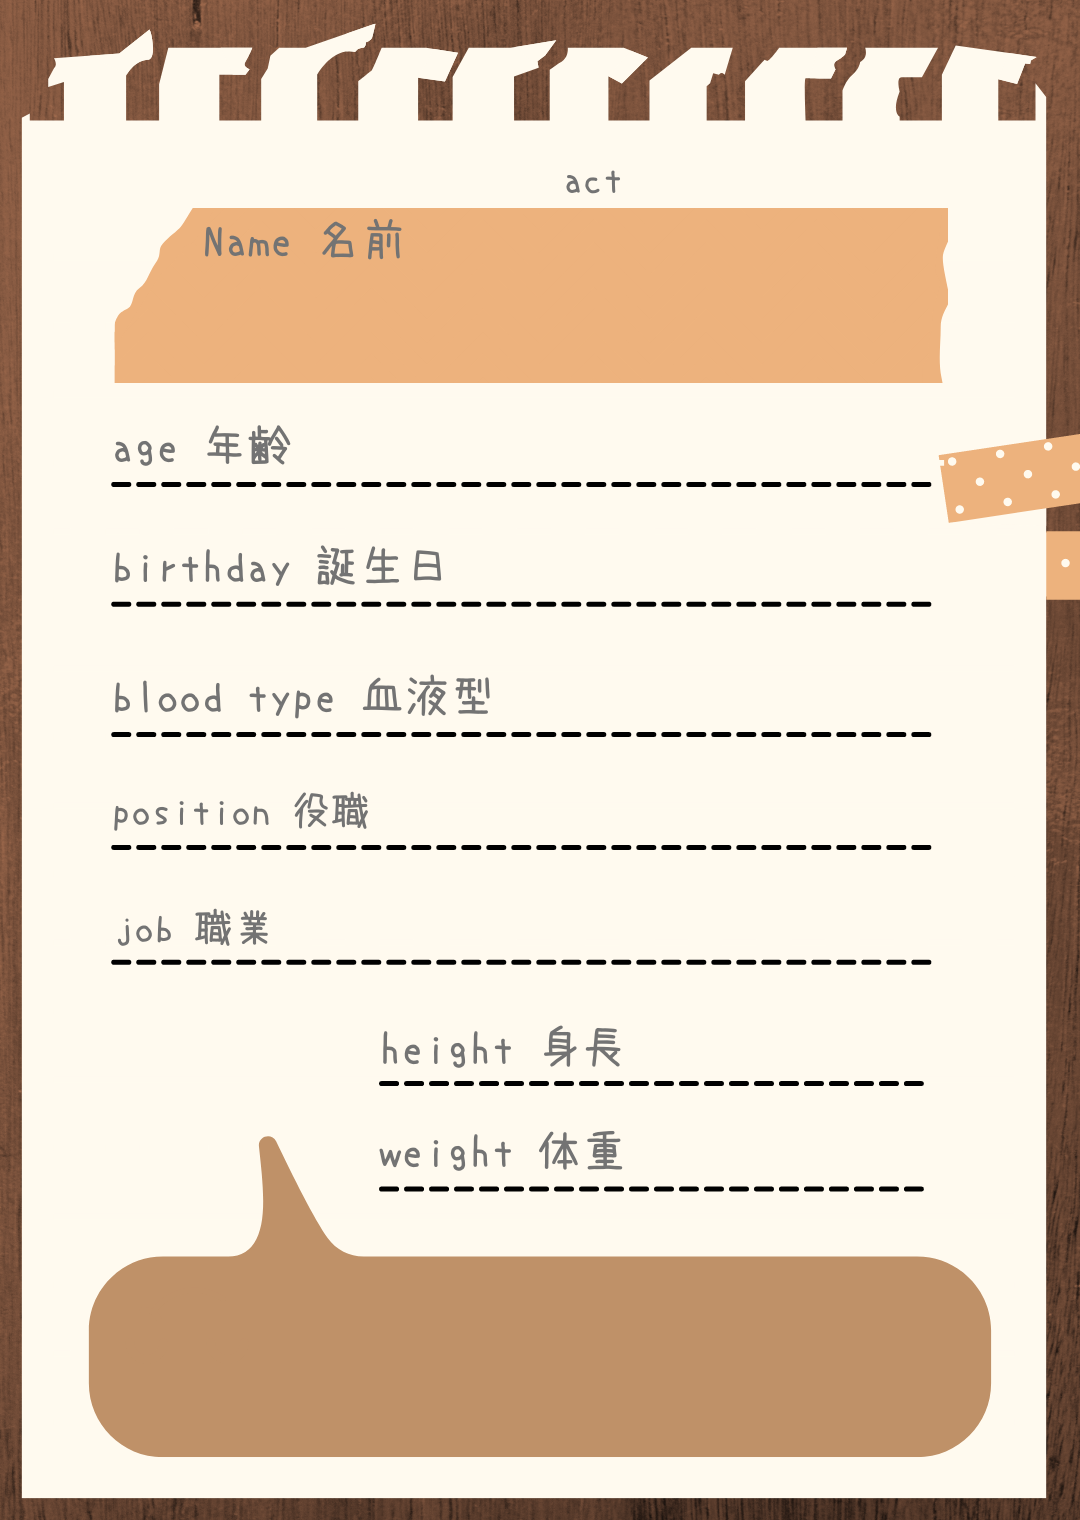 act
Name 名前
age 年齢
birthday 誕生日
blood type 血液型
position 役職
job 職業
height 身長
weight 体重